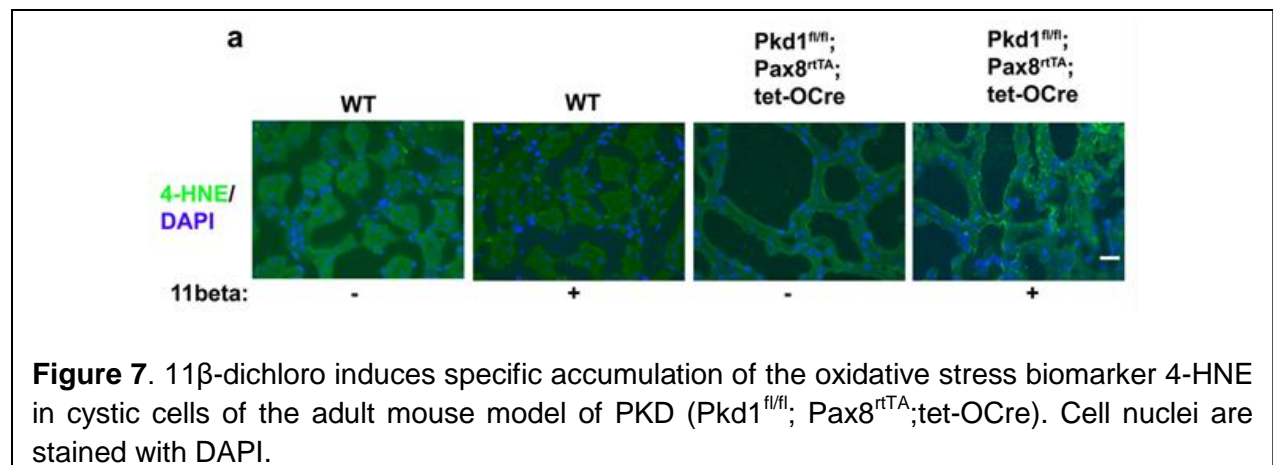 a
WT
WT
Pkd1fl/fl;
Pax8rtTA;
tet-OCre
Pkd1fl/fl;
Pax8rtTA;
tet-OCre
4-HNE/
DAPI
11beta:
-
+
-
+
Figure 7. 11β-dichloro induces specific accumulation of the oxidative stress biomarker 4-HNE
in cystic cells of the adult mouse model of PKD (Pkd1fl/fl; Pax8rtTA;tet-OCre). Cell nuclei are
stained with DAPI.